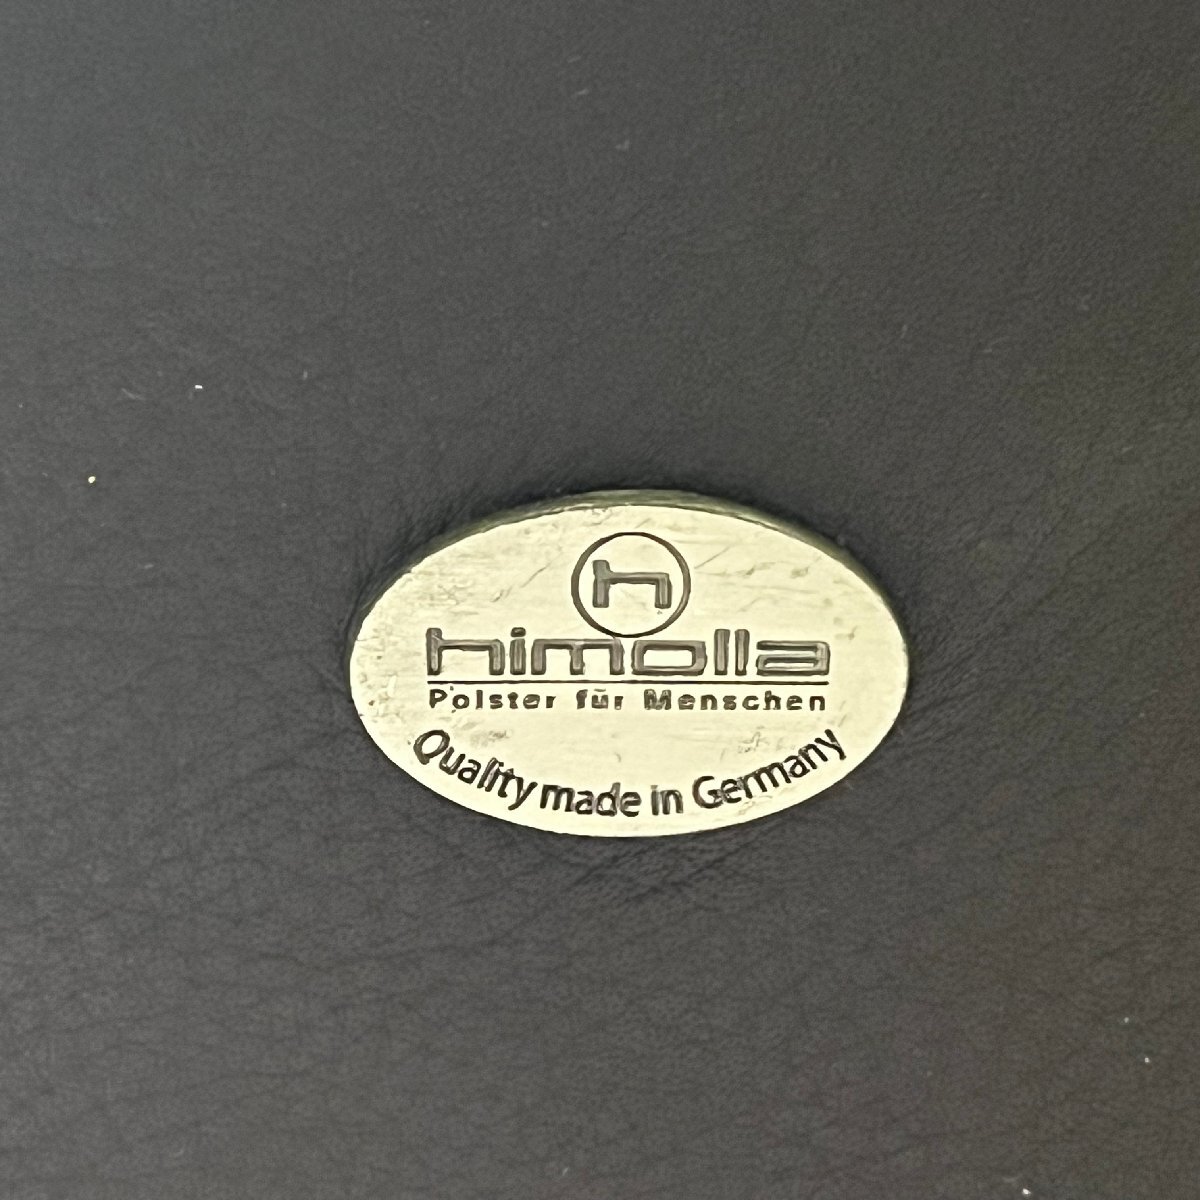 h
himolla
Polster für Menschen
Quality made in Germany